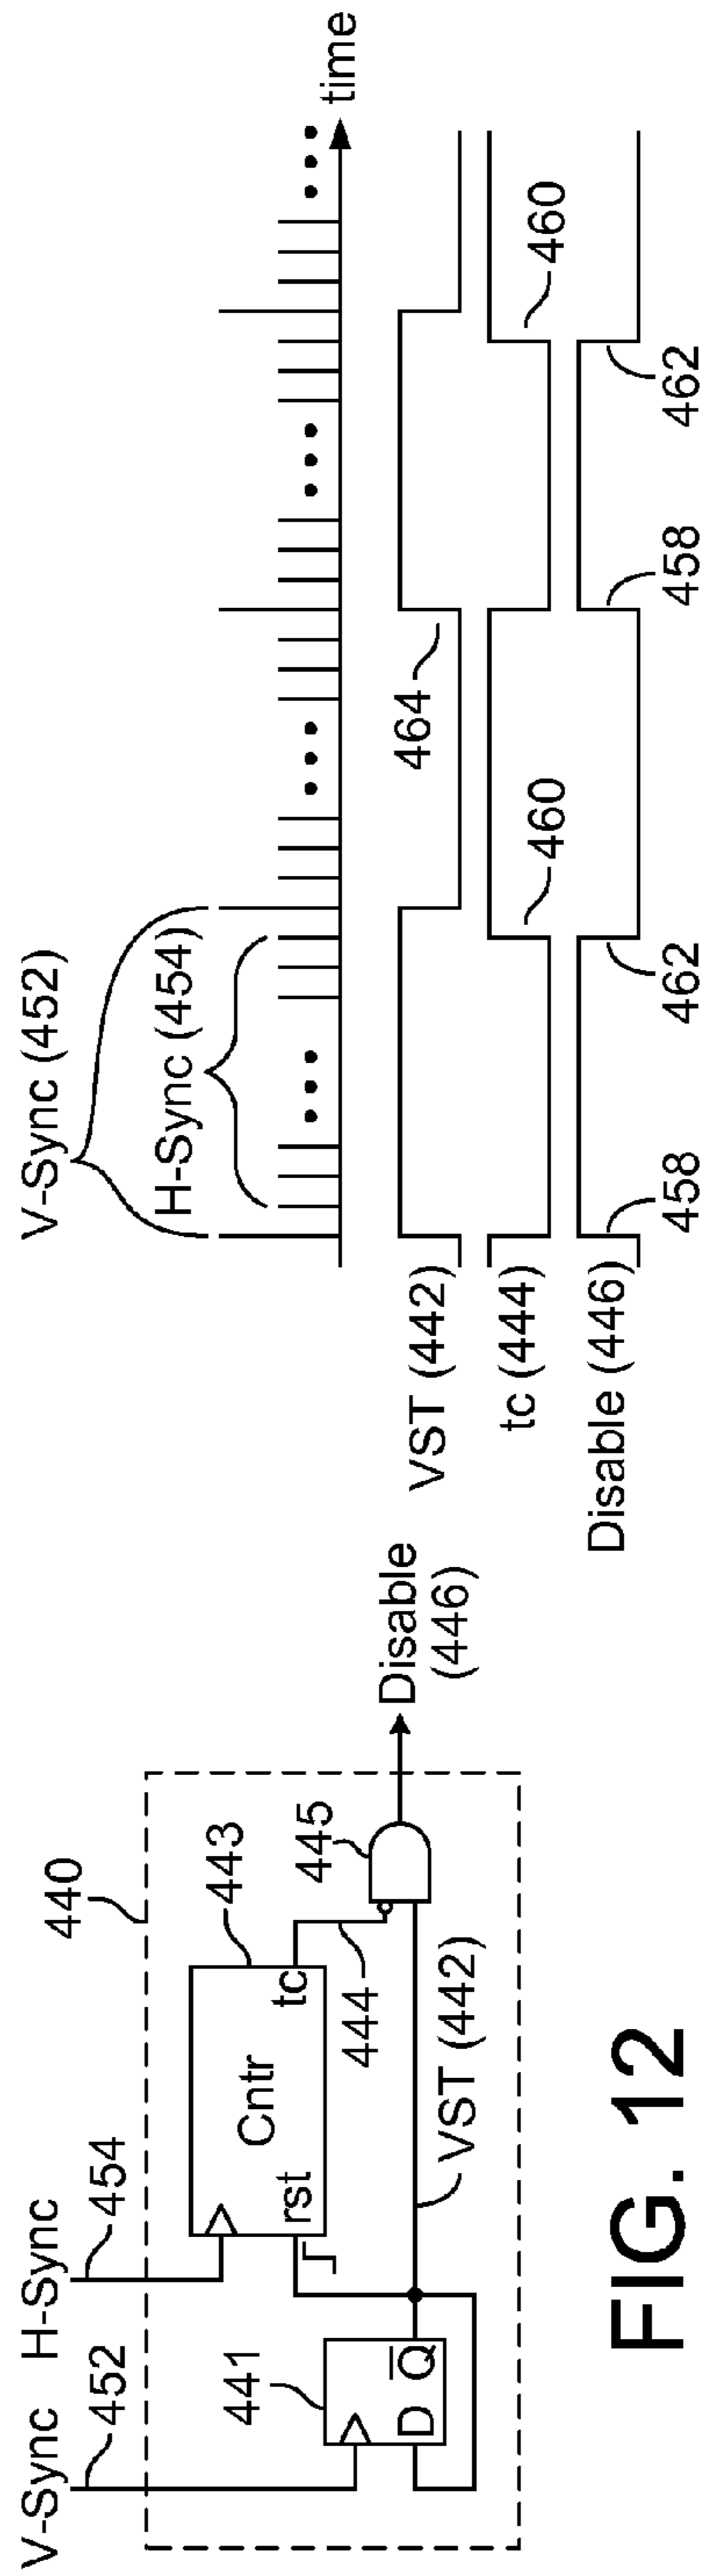 V-Sync H-Sync
452
454
440
441
D Q̅
Cntr
rst
tc
443
444
445
VST (442)
Disable
(446)
V-Sync (452)
H-Sync (454)
time
VST (442)
464
tc (444)
460
460
Disable (446)
458
462
458
462
FIG. 12